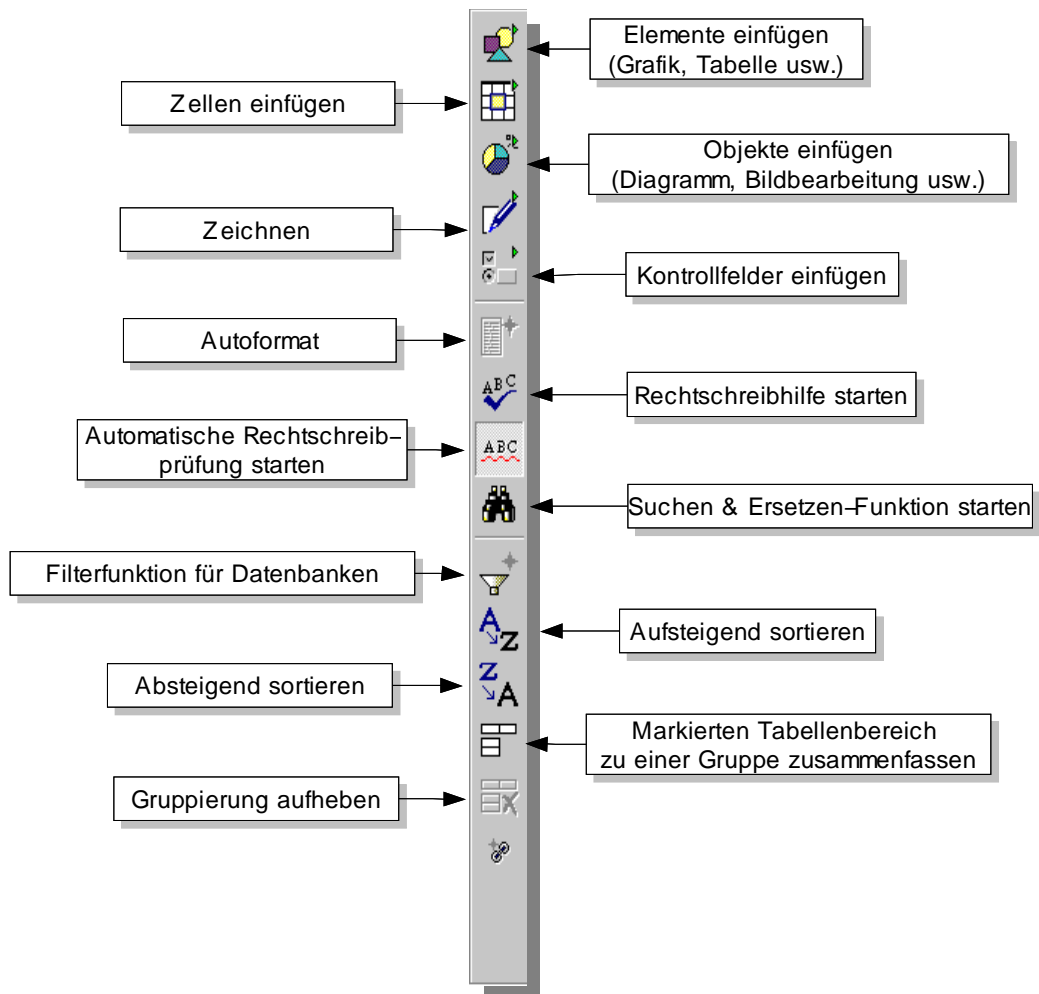 Elemente einfügen
(Grafik, Tabelle usw.)
Zellen einfügen
Objekte einfügen
(Diagramm, Bildbearbeitung usw.)
Zeichnen
Kontrollfelder einfügen
Autoformat
ABC
Rechtschreibhilfe starten
Automatische Rechtschreib–
prüfung starten
ABC
Suchen & Ersetzen–Funktion starten
Filterfunktion für Datenbanken
A
Z
Aufsteigend sortieren
Absteigend sortieren
Z
A
Markierten Tabellenbereich
zu einer Gruppe zusammenfassen
Gruppierung aufheben